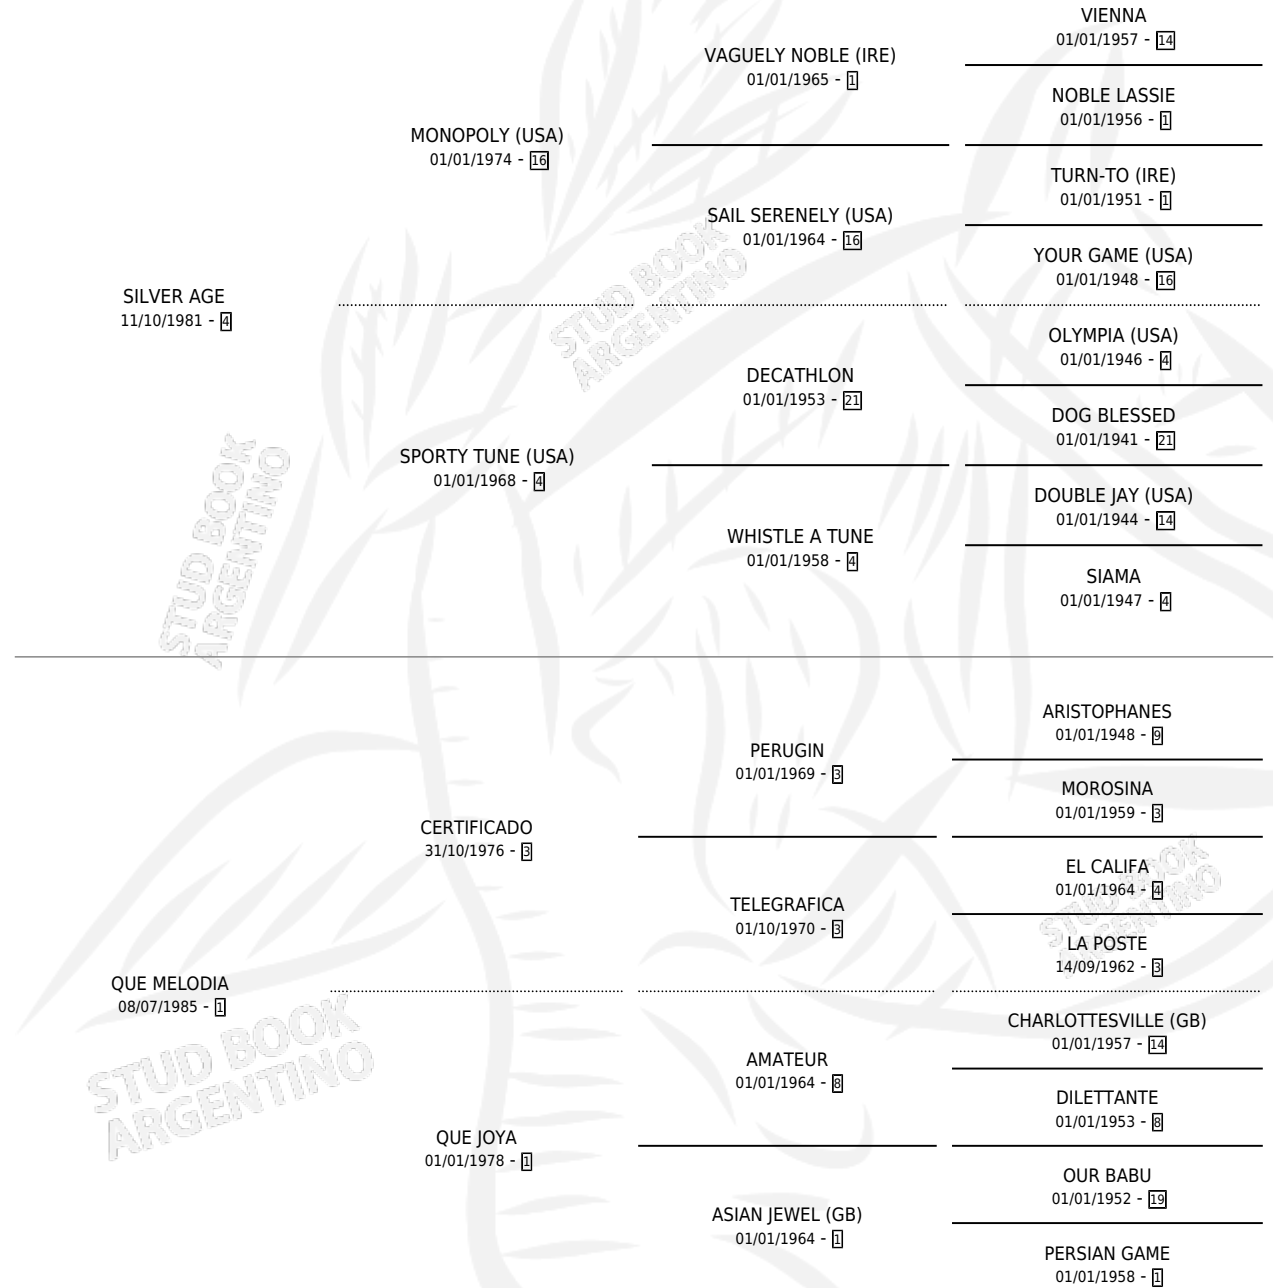 VIENNA
01/01/1957 - 14
VAGUELY NOBLE (IRE)
01/01/1965 - 1
NOBLE LASSIE
01/01/1956 - 1
MONOPOLY (USA)
01/01/1974 - 16
TURN-TO (IRE)
01/01/1951 - 1
SAIL SERENELY (USA)
01/01/1964 - 16
YOUR GAME (USA)
01/01/1948 - 16
SILVER AGE
11/10/1981 - 4
OLYMPIA (USA)
01/01/1946 - 4
DECATHLON
01/01/1953 - 21
DOG BLESSED
01/01/1941 - 21
SPORTY TUNE (USA)
01/01/1968 - 4
DOUBLE JAY (USA)
01/01/1944 - 14
WHISTLE A TUNE
01/01/1958 - 4
SIAMA
01/01/1947 - 4
ARISTOPHANES
01/01/1948 - 9
PERUGIN
01/01/1969 - 3
MOROSINA
01/01/1959 - 3
CERTIFICADO
31/10/1976 - 3
EL CALIFA
01/01/1964 - 4
TELEGRAFICA
01/10/1970 - 3
LA POSTE
14/09/1962 - 3
QUE MELODIA
08/07/1985 - 1
CHARLOTTESVILLE (GB)
01/01/1957 - 14
AMATEUR
01/01/1964 - 8
DILETTANTE
01/01/1953 - 8
QUE JOYA
01/01/1978 - 1
OUR BABU
01/01/1952 - 19
ASIAN JEWEL (GB)
01/01/1964 - 1
PERSIAN GAME
01/01/1958 - 1
STUD BOOK
ARGENTINO
STUD BOOK
ARGENTINO
STUD BOOK
ARGENTINO
STUD BOOK
ARGENTINO